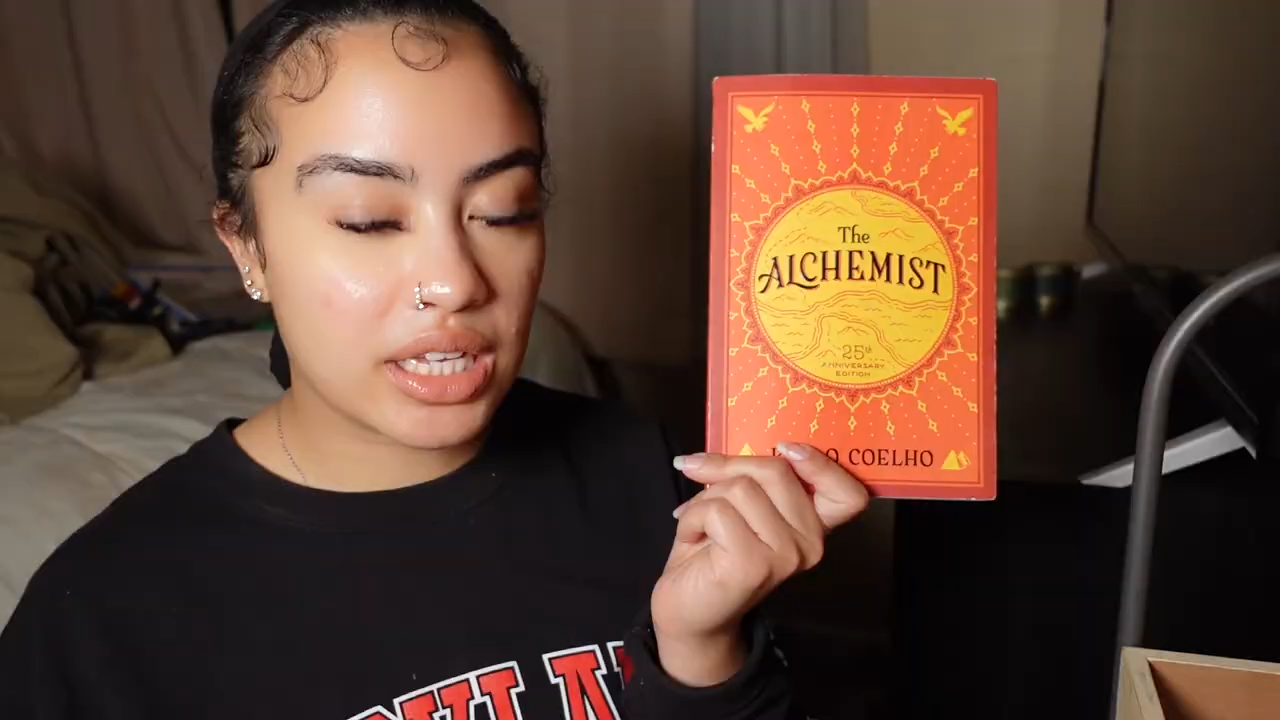 The
ALCHEMIST
25th
ANNIVERSARY
EDITION
COELHO